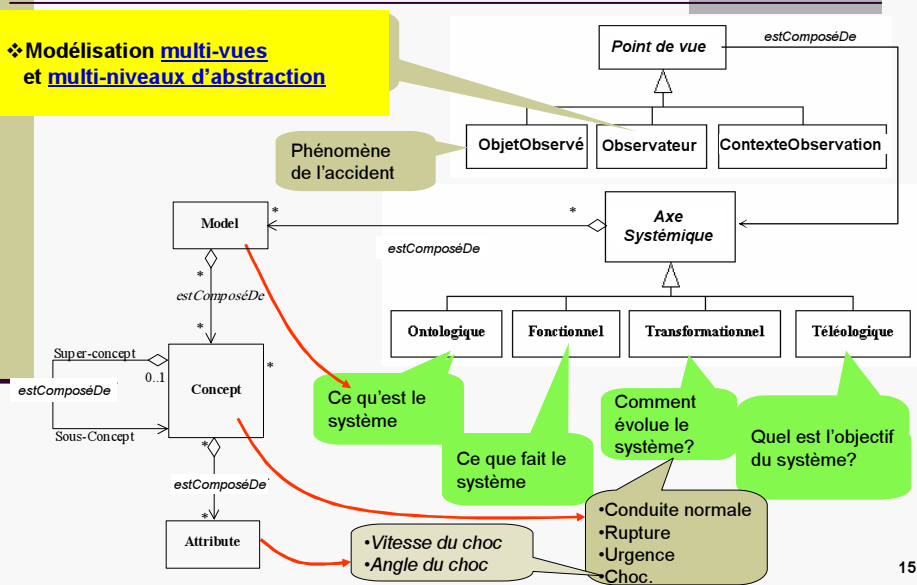 ❖Modélisation multi-vues
et multi-niveaux d'abstraction
Point de vue
estComposéDe
ObjetObservé
Observateur
ContexteObservation
Phénomène
de l'accident
Model
*
*
Axe
Systémique
estComposéDe
*
estComposéDe
*
Ontologique
Fonctionnel
Transformationnel
Téléologique
Super-concept
0..1
*
estComposéDe
Concept
Sous-Concept
Ce qu'est le
système
Ce que fait le
système
Comment
évolue le
système?
Quel est l'objectif
du système?
*
estComposéDe
*
Attribute
•Vitesse du choc
•Angle du choc
•Conduite normale
•Rupture
•Urgence
•Choc.
15